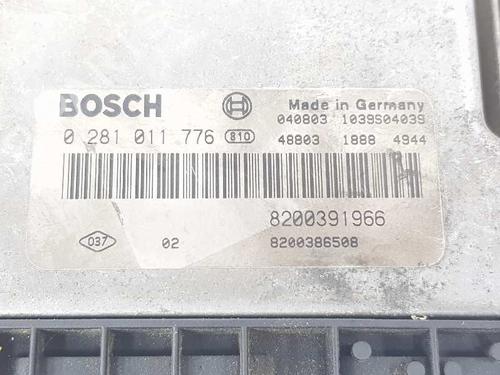 BOSCH
Made in Germany
040803 1039S04039
0 281 011 776 810
48803 1888 4944
8200391966
037 02 8200386508